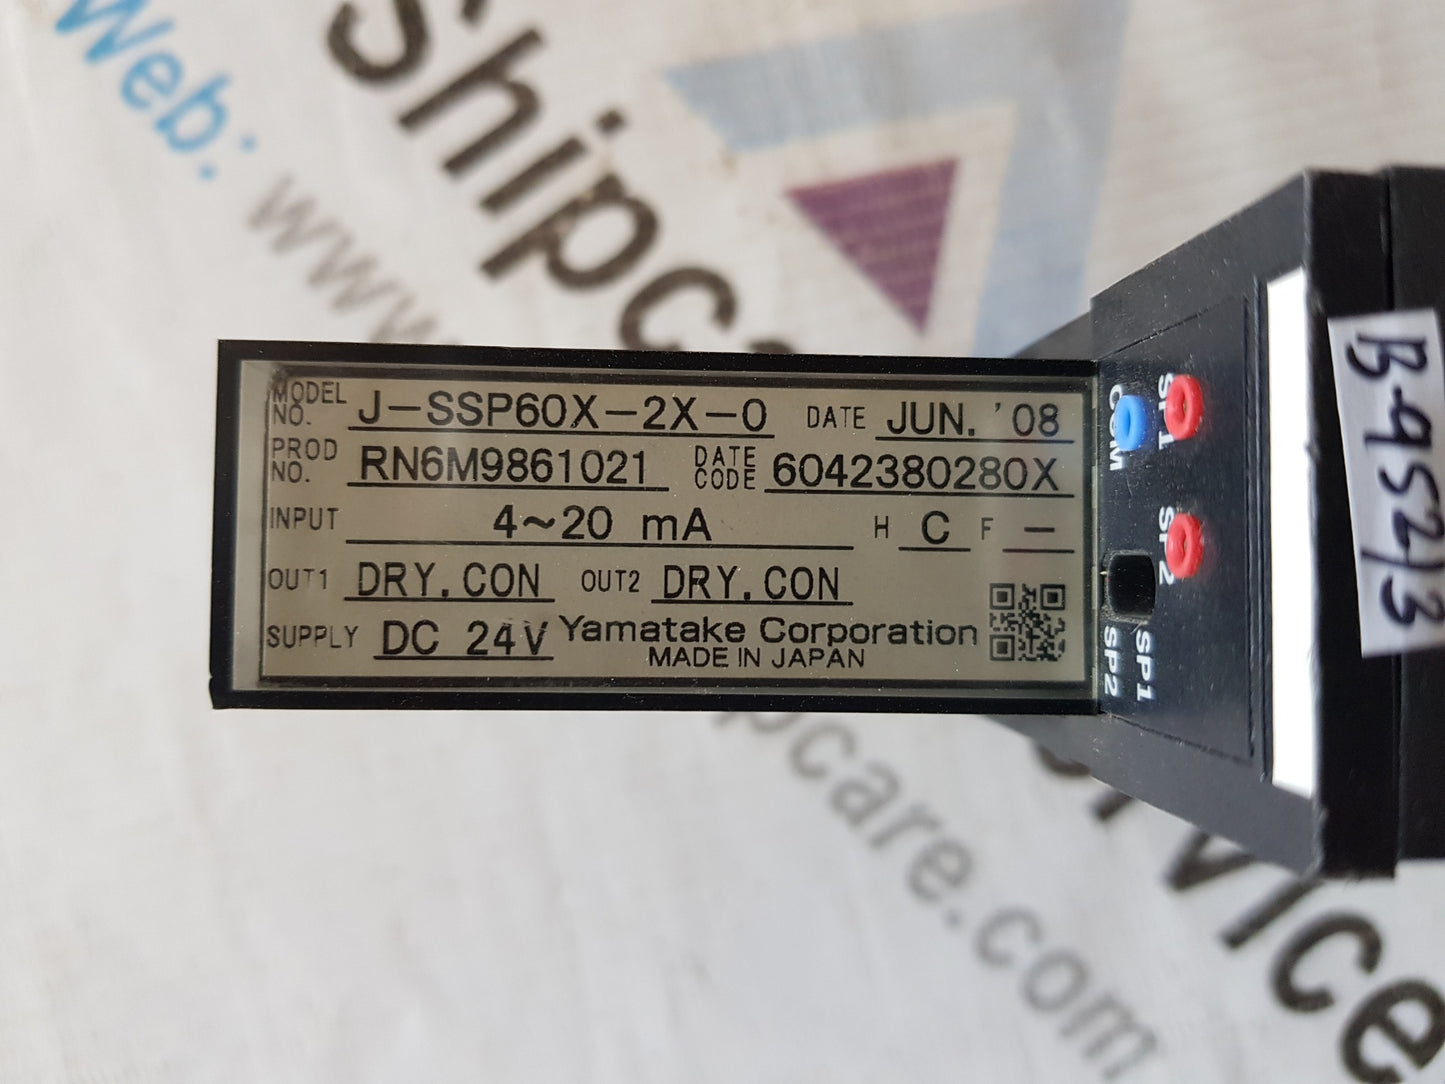 Web: www
Shipca
MODEL NO. J-SSP60X-2X-0 DATE JUN. '08
PROD NO. RN6M9861021 DATE CODE 6042380280X
INPUT 4~20 mA H C F -
OUT1 DRY.CON OUT2 DRY.CON
SUPPLY DC 24V Yamatake Corporation
MADE IN JAPAN
SP1
COM
SP2
SP1
SP2
pcare.com
ervice